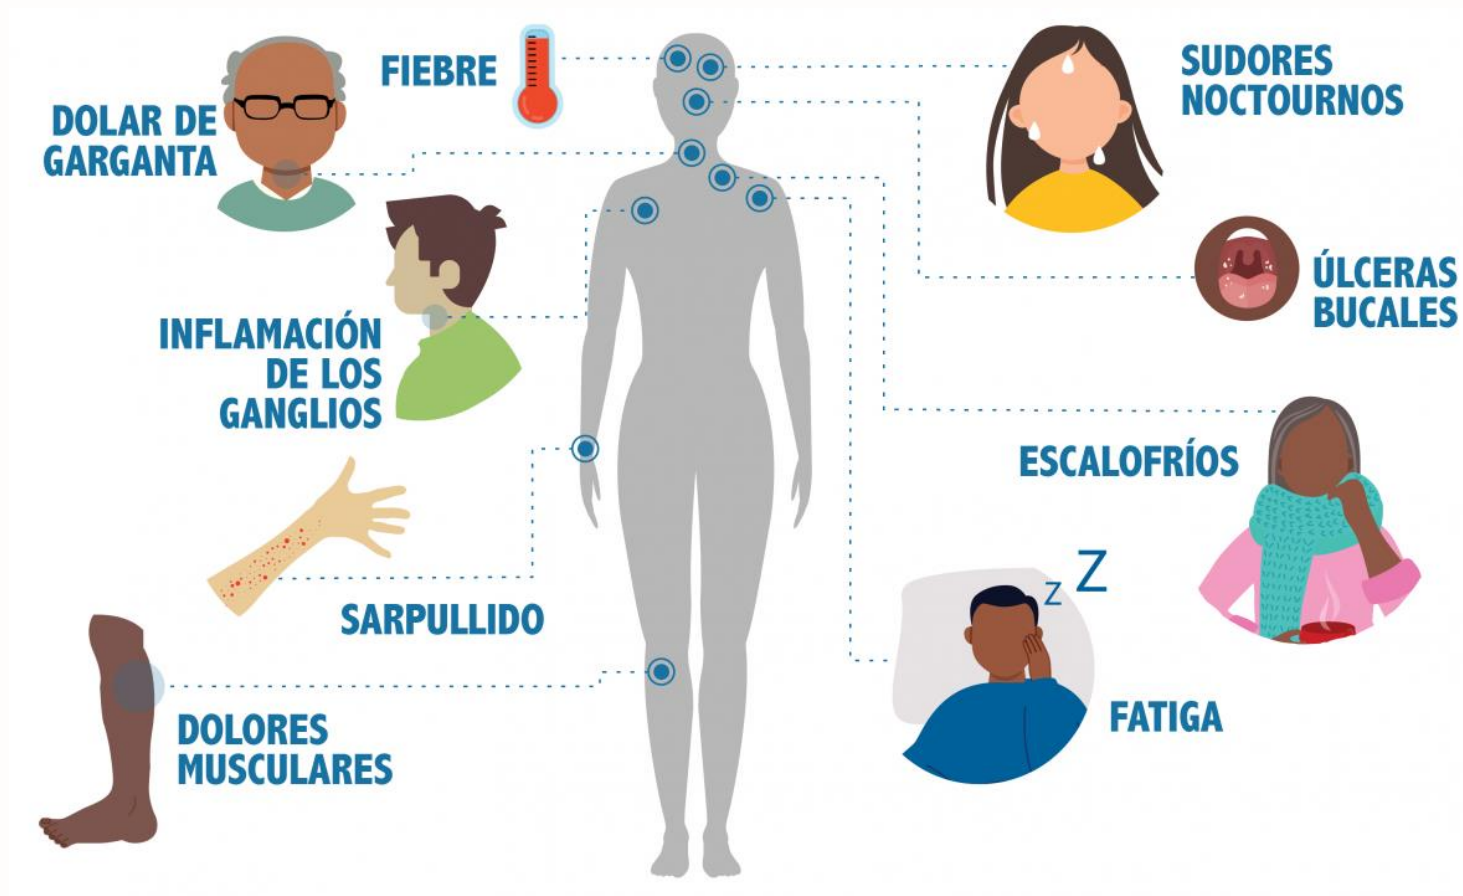 FIEBRE
DOLAR DE
GARGANTA
INFLAMACIÓN
DE LOS
GANGLIOS
SARPULLIDO
DOLORES
MUSCULARES
SUDORES
NOCTOURNOS
ÚLCERAS
BUCALES
ESCALOFRÍOS
Z Z
FATIGA